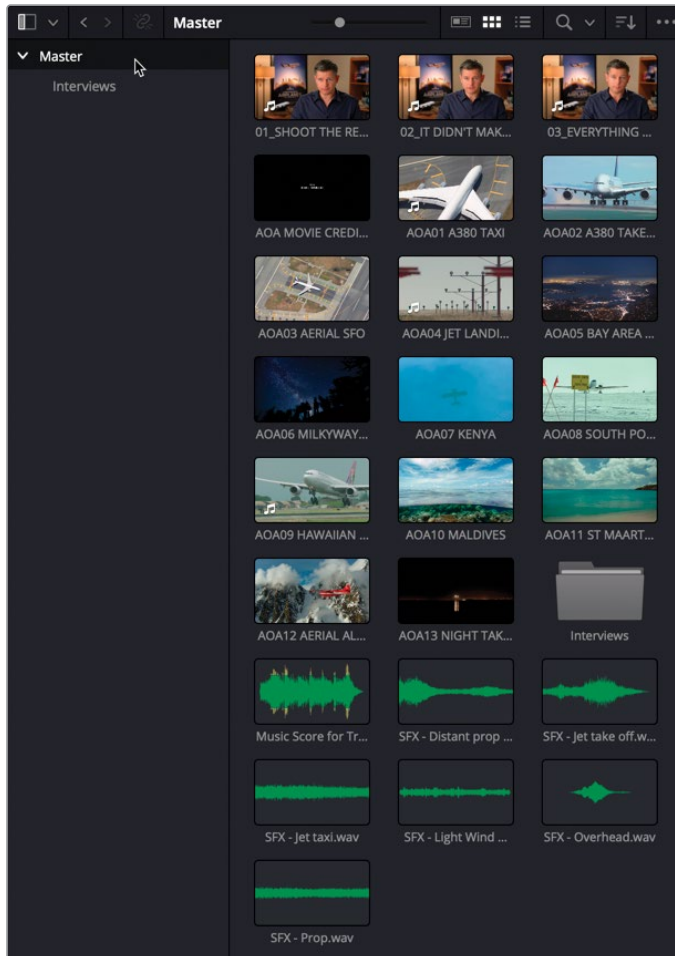 Master
Master
Interviews
01_SHOOT THE RE...
02_IT DIDN'T MAK...
03_EVERYTHING ...
AOA MOVIE CREDI...
AOA01 A380 TAXI
AOA02 A380 TAKE...
AOA03 AERIAL SFO
AOA04 JET LANDI...
AOA05 BAY AREA ...
AOA06 MILKYWAY...
AOA07 KENYA
AOA08 SOUTH PO...
AOA09 HAWAIIAN ...
AOA10 MALDIVES
AOA11 ST MAART...
AOA12 AERIAL AL...
AOA13 NIGHT TAK...
Interviews
Music Score for Tr...
SFX - Distant prop ...
SFX - Jet take off.w...
SFX - Jet taxi.wav
SFX - Light Wind ...
SFX - Overhead.wav
SFX - Prop.wav